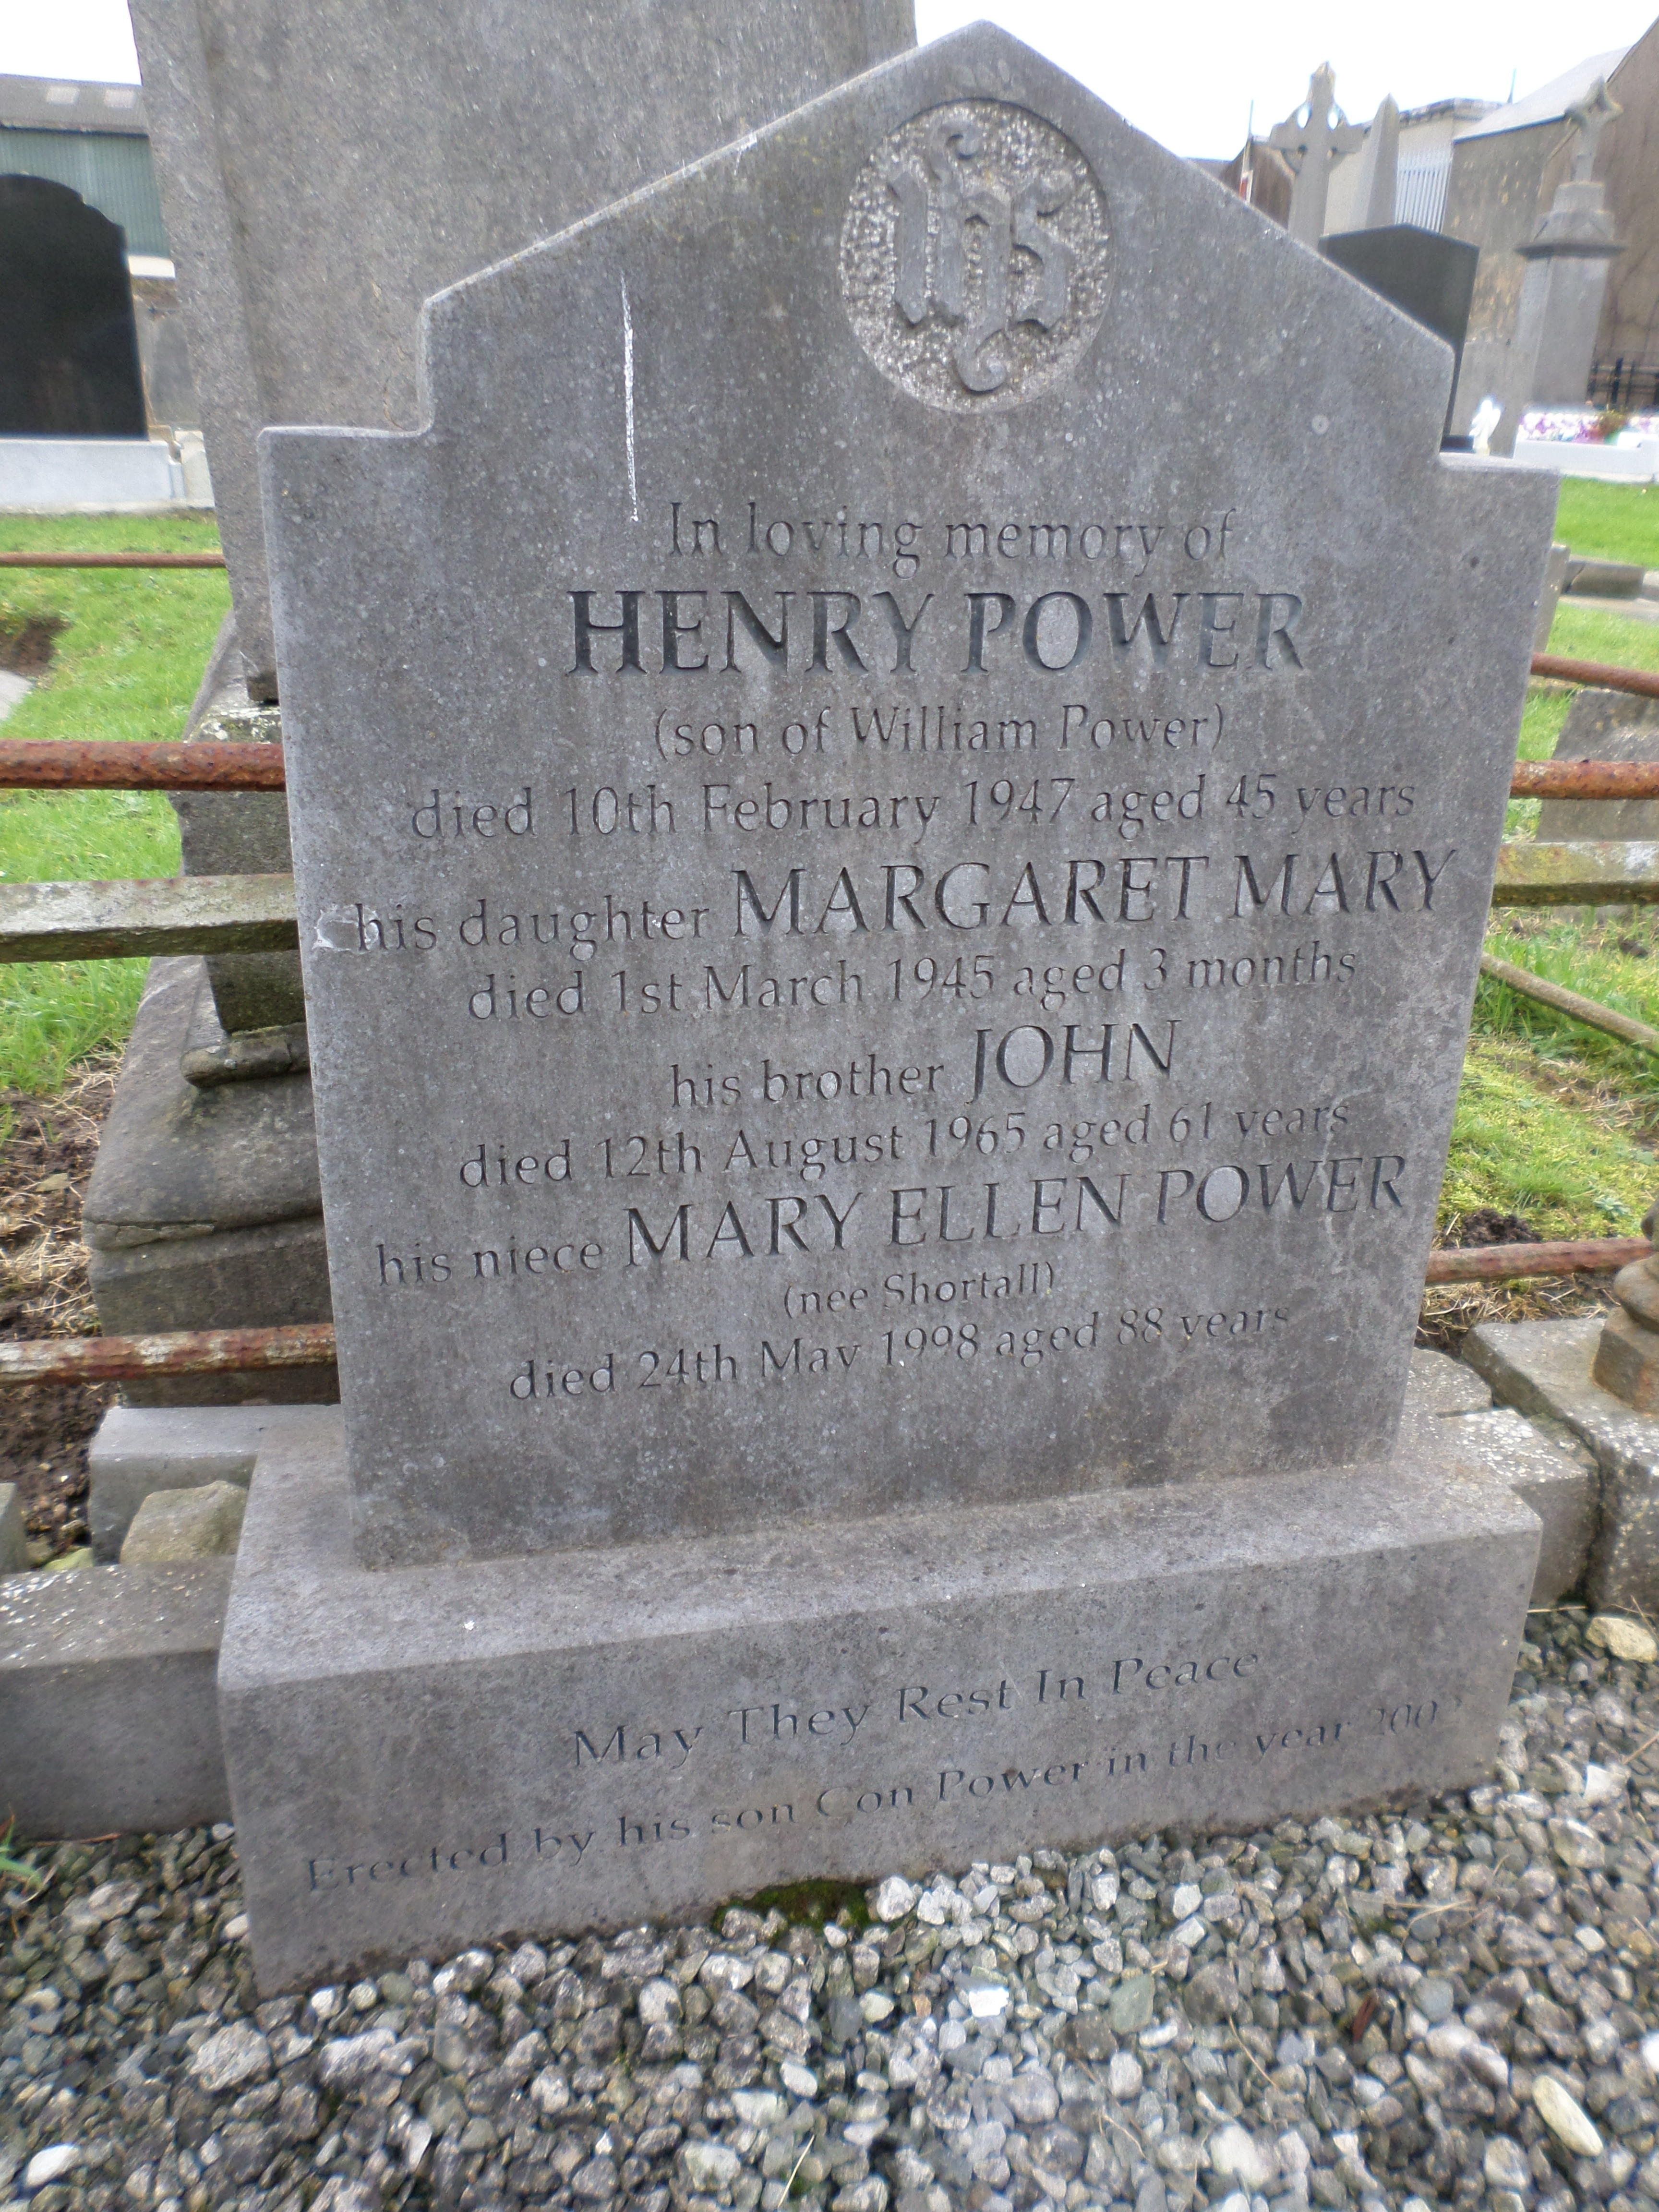 ihs
In loving memory of
HENRY POWER
(son of William Power)
died 10th February 1947 aged 45 years
his daughter MARGARET MARY
died 1st March 1945 aged 3 months
his brother JOHN
died 12th August 1965 aged 61 years
his niece MARY ELLEN POWER
(nee Shortall)
died 24th May 1998 aged 88 years
May They Rest In Peace
Erected by his son Con Power in the year